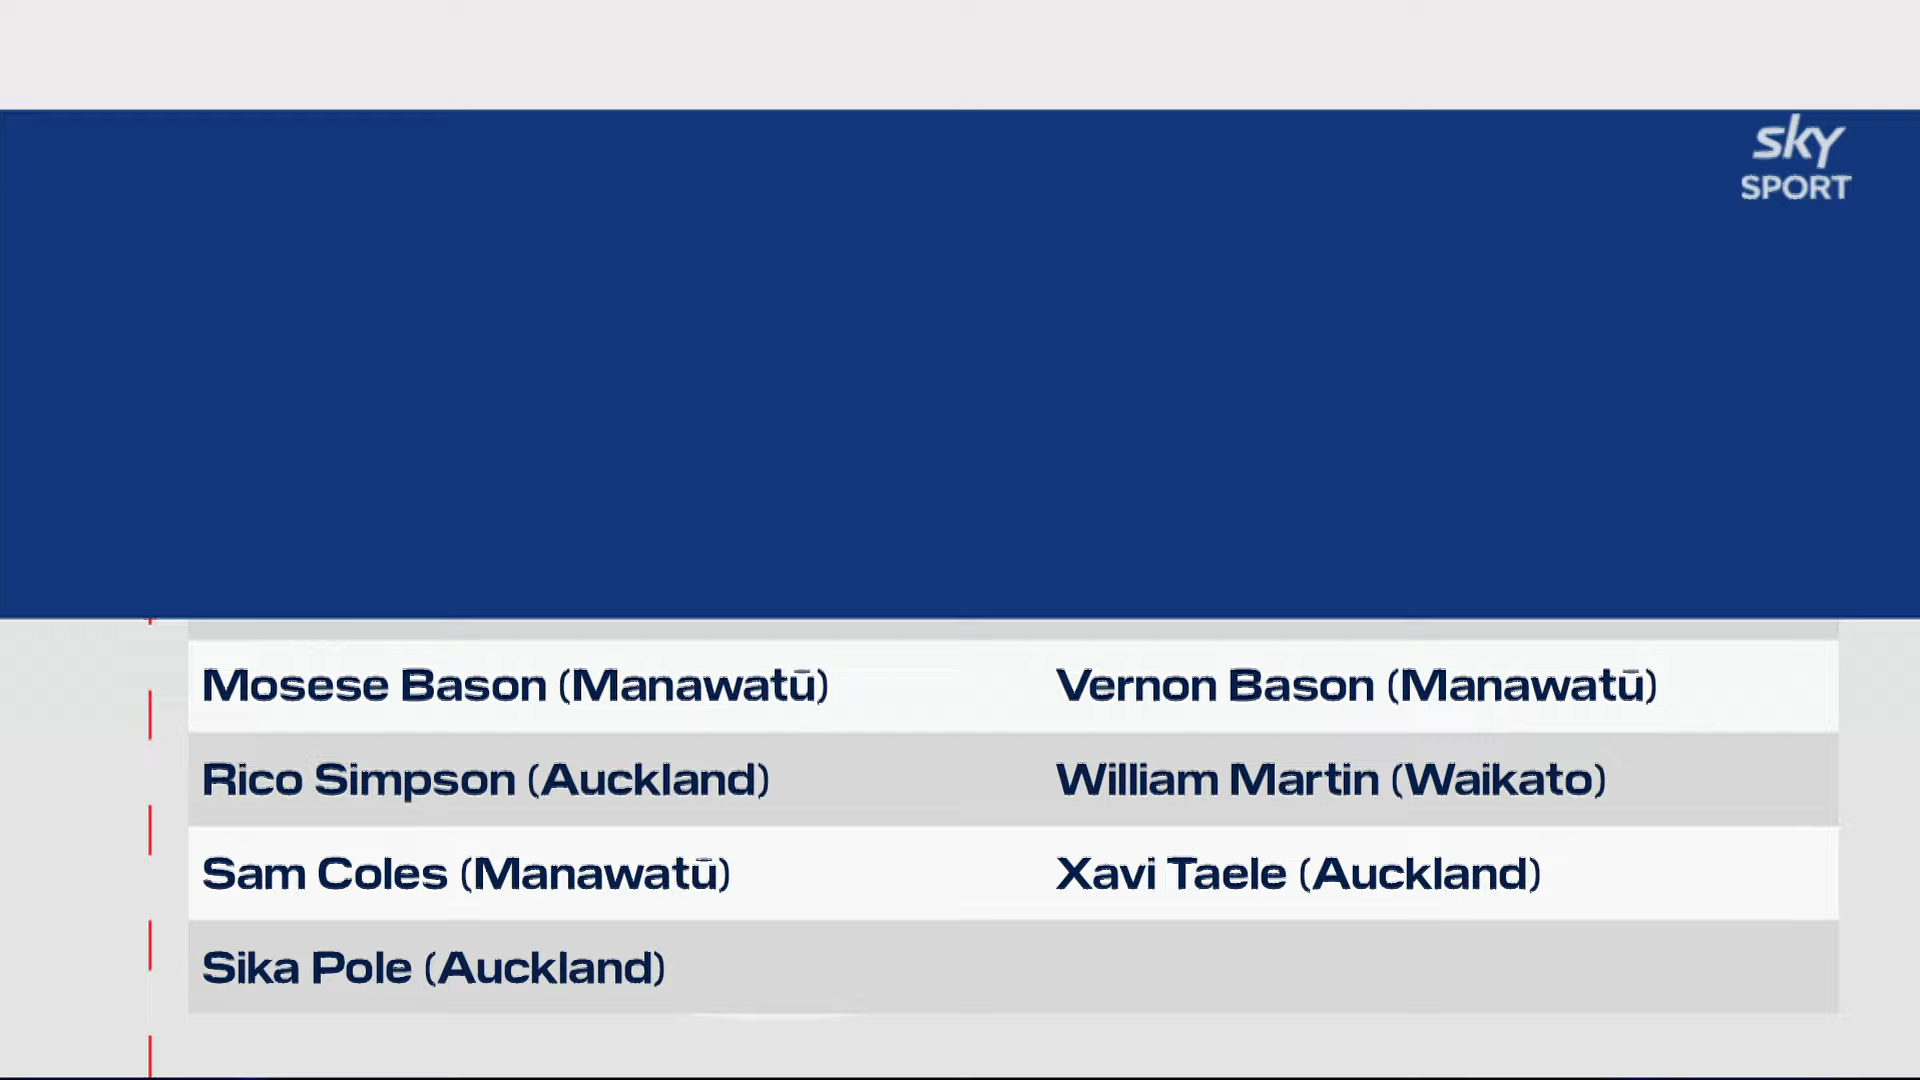 sky
SPORT
Mosese Bason (Manawatū)
Vernon Bason (Manawatū)
Rico Simpson (Auckland)
William Martin (Waikato)
Sam Coles (Manawatū)
Xavi Taele (Auckland)
Sika Pole (Auckland)